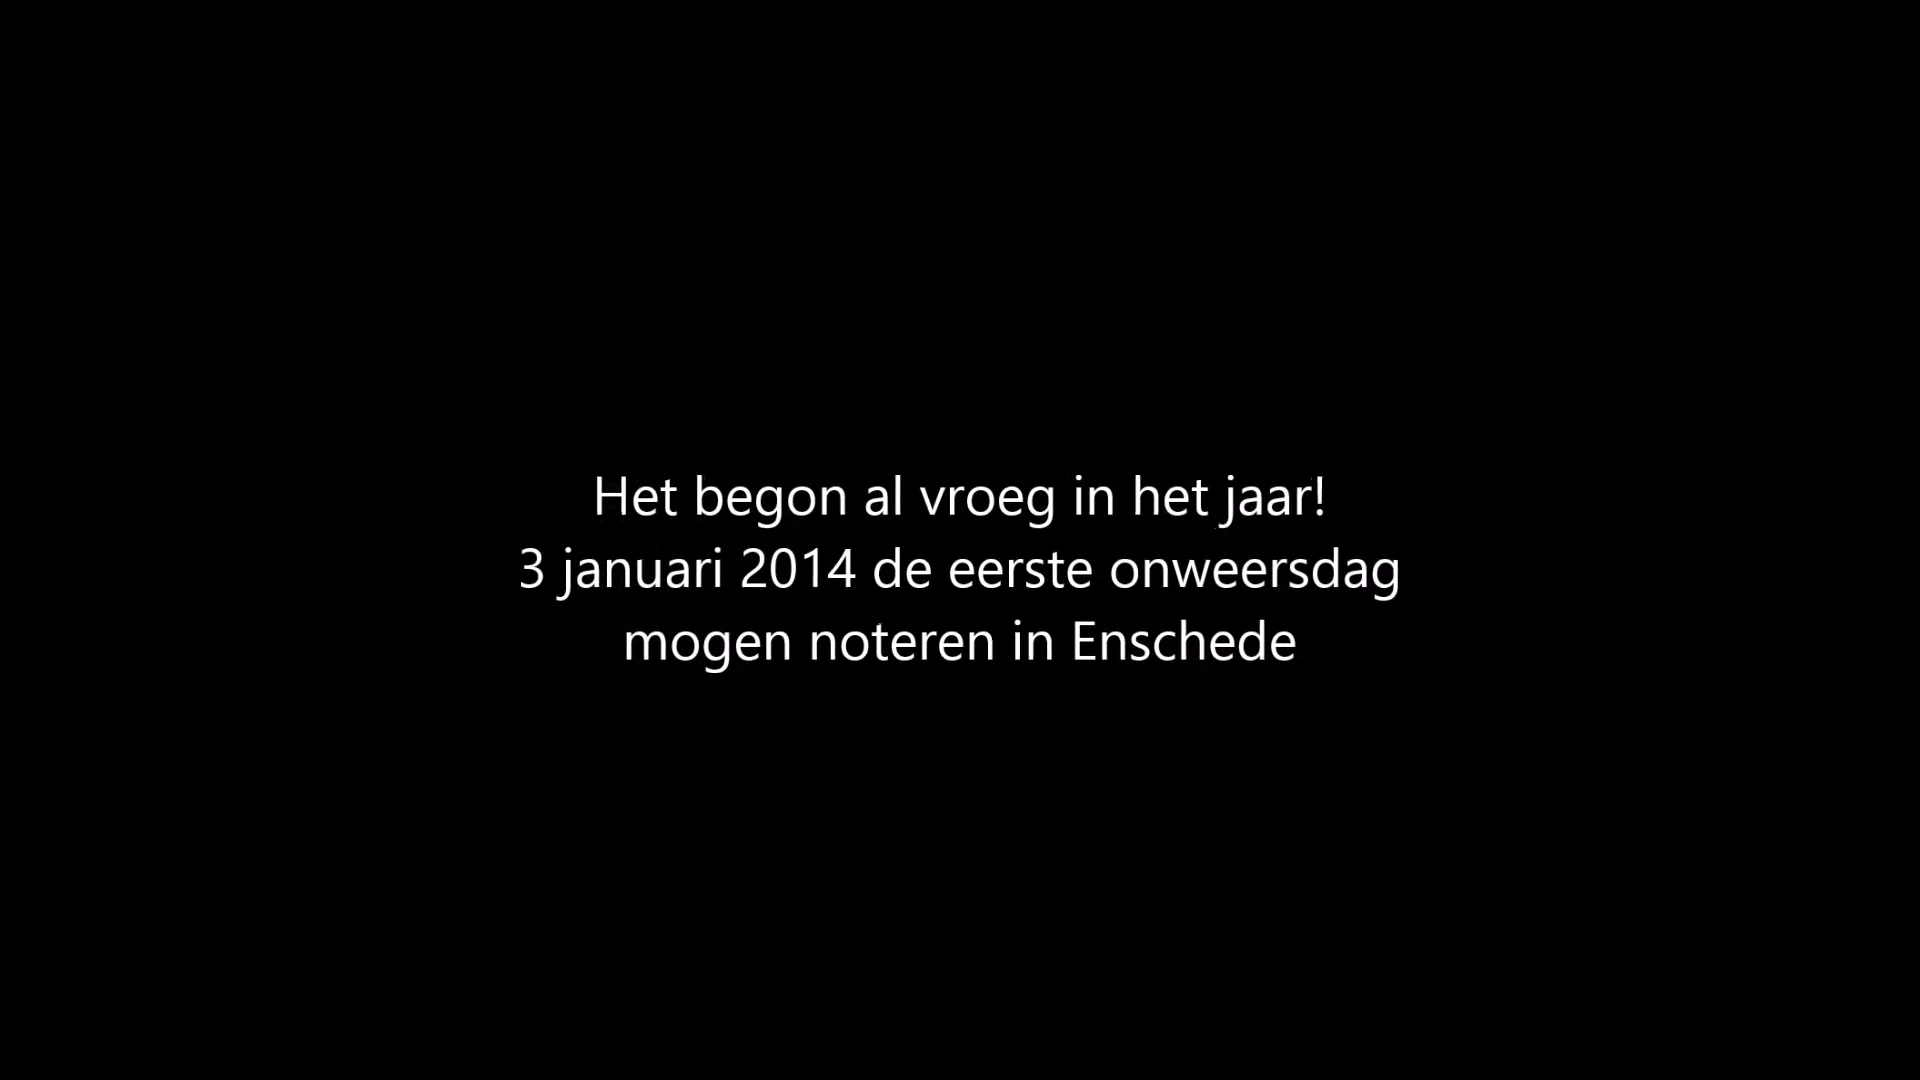 Het begon al vroeg in het jaar!
3 januari 2014 de eerste onweersdag
mogen noteren in Enschede